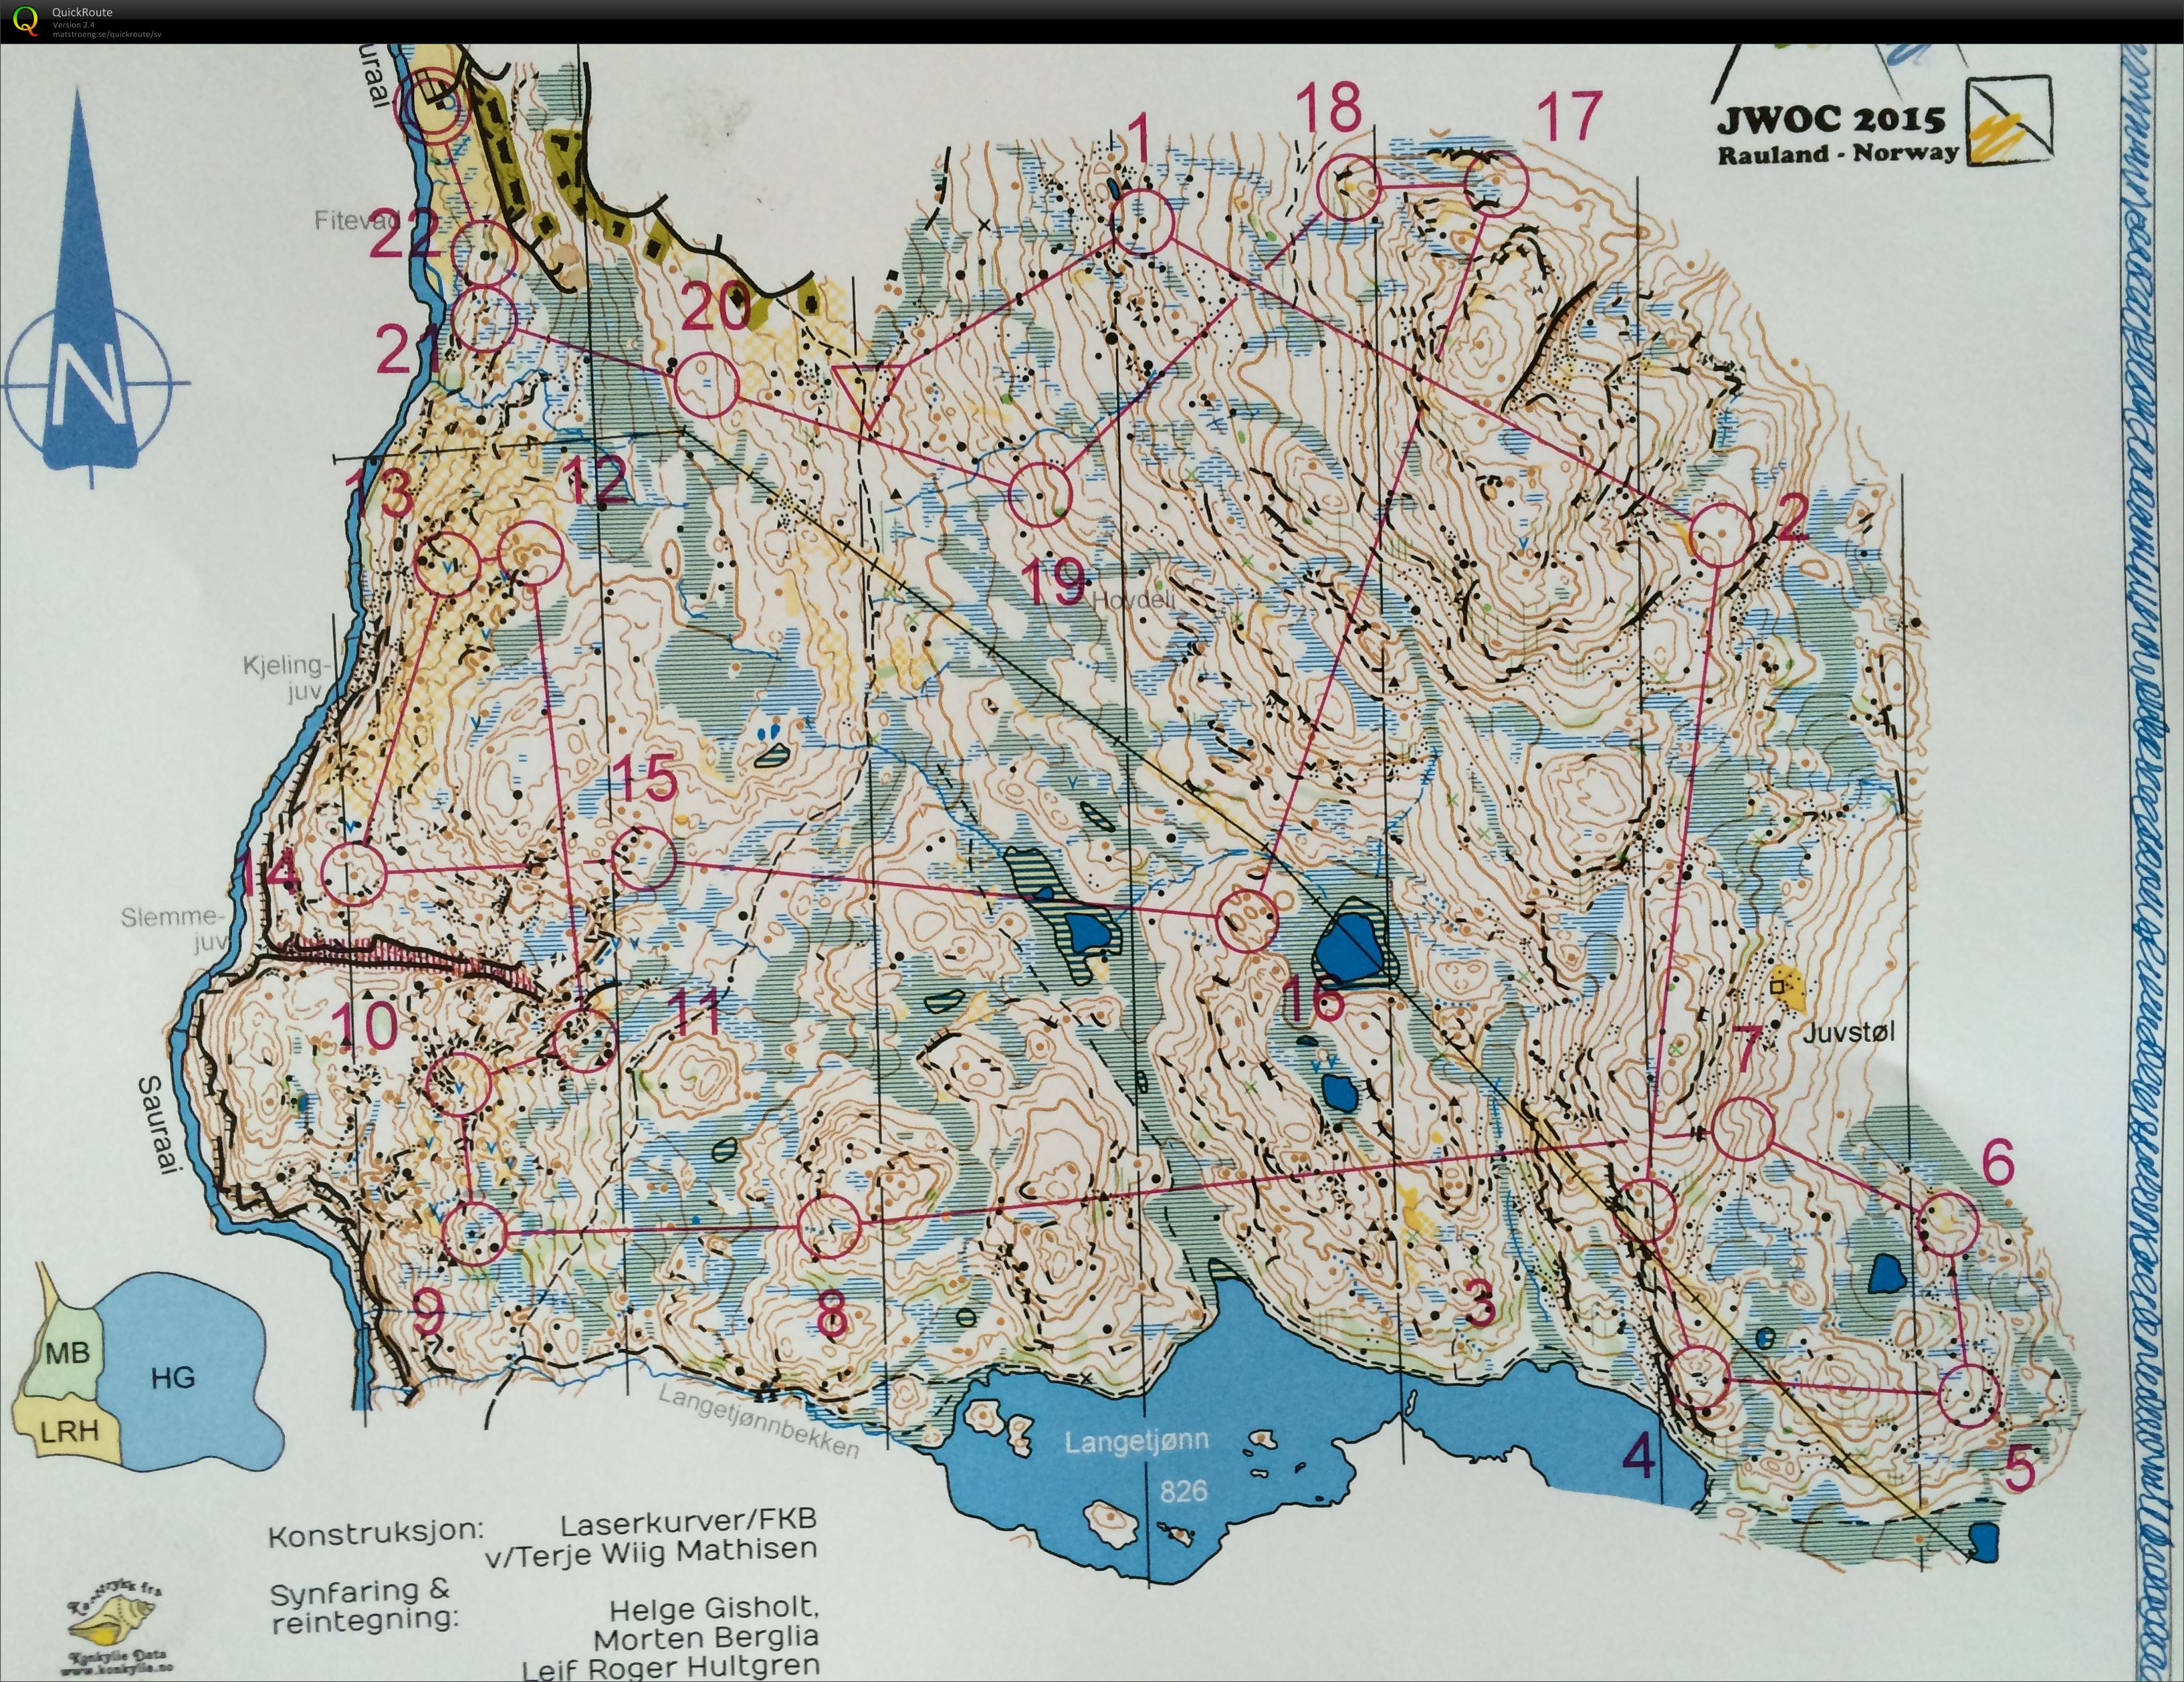 QuickRoute
Version 2.4
matstroeng.se/quickroute/sv
JWOC 2015
Rauland - Norway
uraai
N
Fitevad
22
21
20
1
18
17
13
12
19
Hovdeli
2
Kjeling-
juv
15
14
Slemme-
juv
10
11
16
7
Juvstøl
Sauraai
6
9
8
3
4
5
MB
HG
LRH
Langetjønnbekken
Langetjønn
826
Konstruksjon:
Laserkurver/FKB
v/Terje Wiig Mathisen
Synfaring &
reintegning:
Helge Gisholt,
Morten Berglia
Leif Roger Hultgren
Kartrykk fra
Konkylie Data
www.konkylie.no